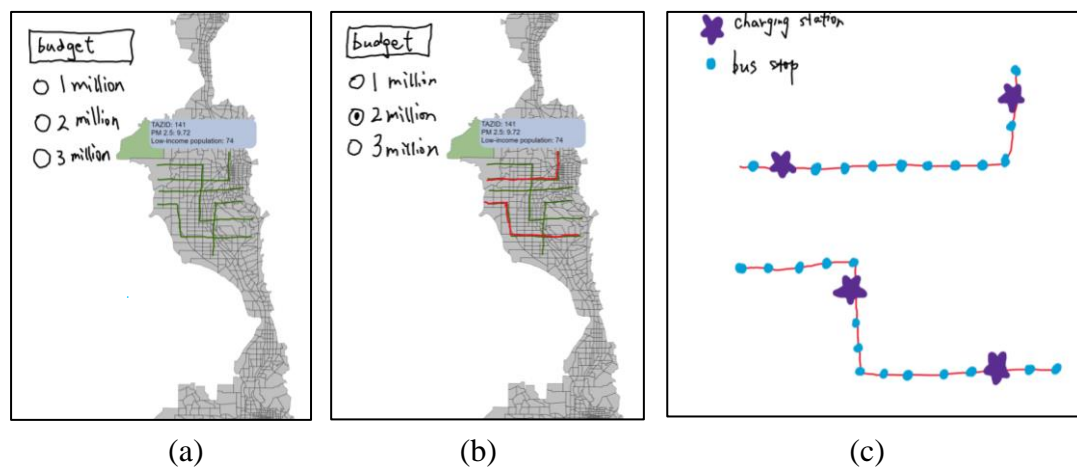 budget
1 million
2 million
3 million
TAZID: 141
PM 2.5: 9.72
Low-income population: 74
budget
1 million
2 million
3 million
TAZID: 141
PM 2.5: 9.72
Low-income population: 74
charging station
bus stop
(a)
(b)
(c)